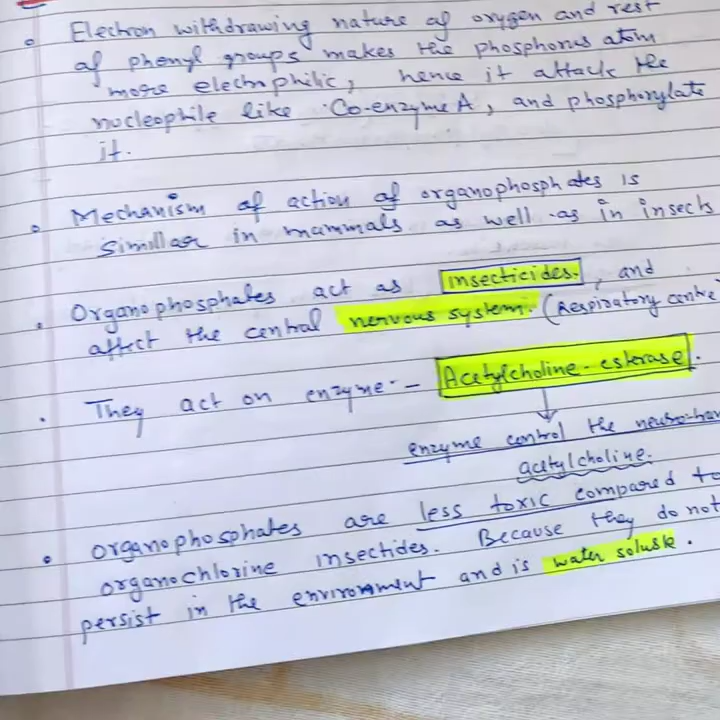 Electron withdrawing nature of oxygen and rest
of phenyl groups makes the phosphorus atom
more electrophilic, hence it attack the
nucleophile like Co-enzyme A, and phosphorylate
it.
Mechanism of action of organophosphates is
simillar in mammals as well as in insects
Organophosphates act as insecticides, and
affect the central nervous system. (Respiratory centre
They act on enzyme - Acetylcholine-esterase.
enzyme control the neuro-tran
acetylcholine.
Organophosphates are less toxic compared to
organochlorine insectides. Because they do not
persist in the environment and is water soluble.